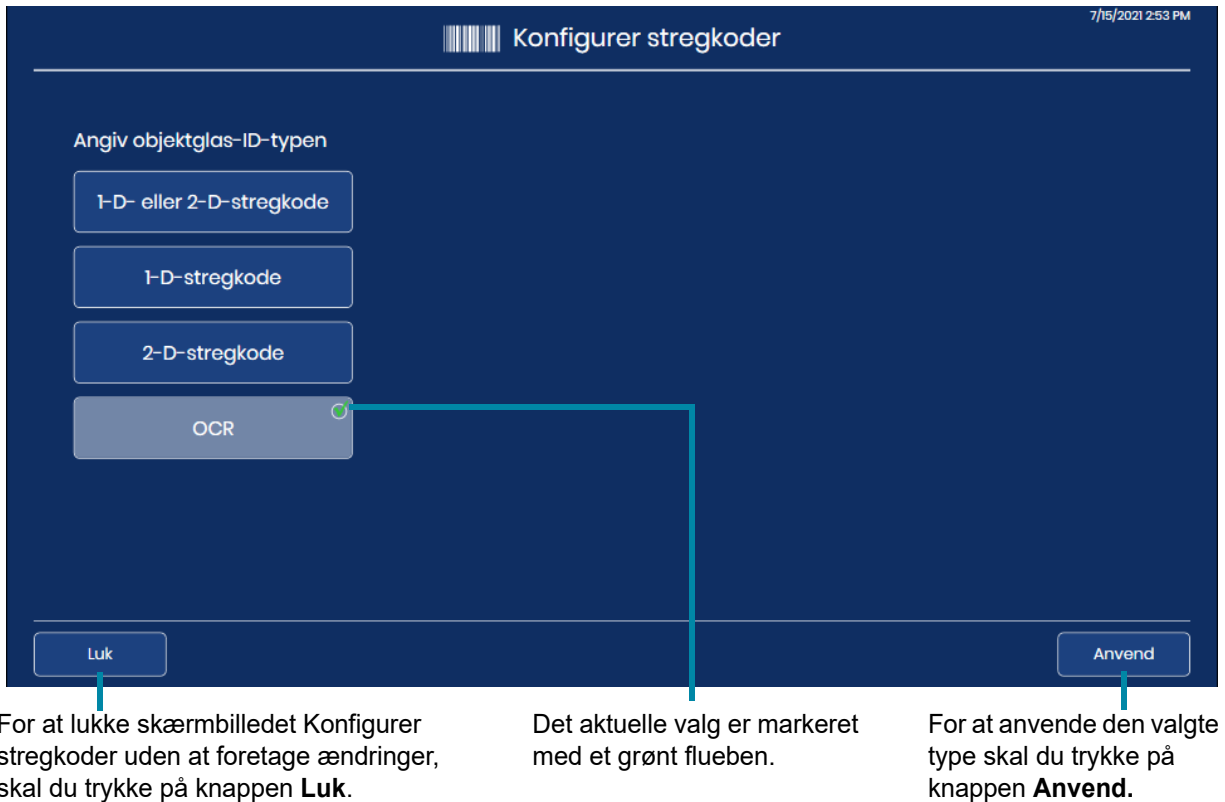 7/15/2021 2:53 PM
Konfigurer stregkoder
Angiv objektglas-ID-typen
1-D- eller 2-D-stregkode
1-D-stregkode
2-D-stregkode
OCR
Luk
Anvend
For at lukke skærmbilledet Konfigurer
stregkoder uden at foretage ændringer,
skal du trykke på knappen Luk.
Det aktuelle valg er markeret
med et grønt flueben.
For at anvende den valgte
type skal du trykke på
knappen Anvend.